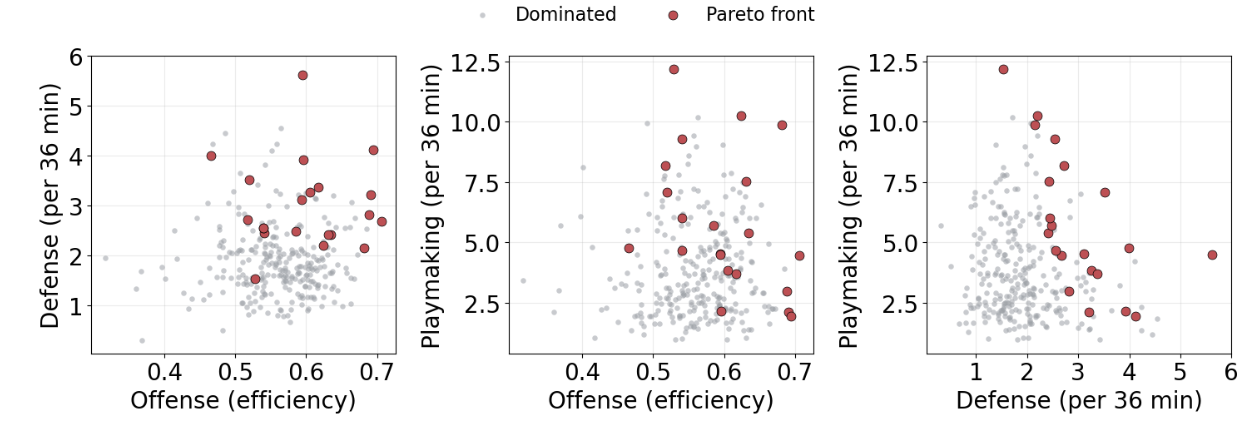 Dominated Pareto front
6
5
4
3
2
1
Defense (per 36 min)
0.4 0.5 0.6 0.7
Offense (efficiency)
12.5
10.0
7.5
5.0
2.5
Playmaking (per 36 min)
0.4 0.5 0.6 0.7
Offense (efficiency)
12.5
10.0
7.5
5.0
2.5
Playmaking (per 36 min)
1 2 3 4 5 6
Defense (per 36 min)